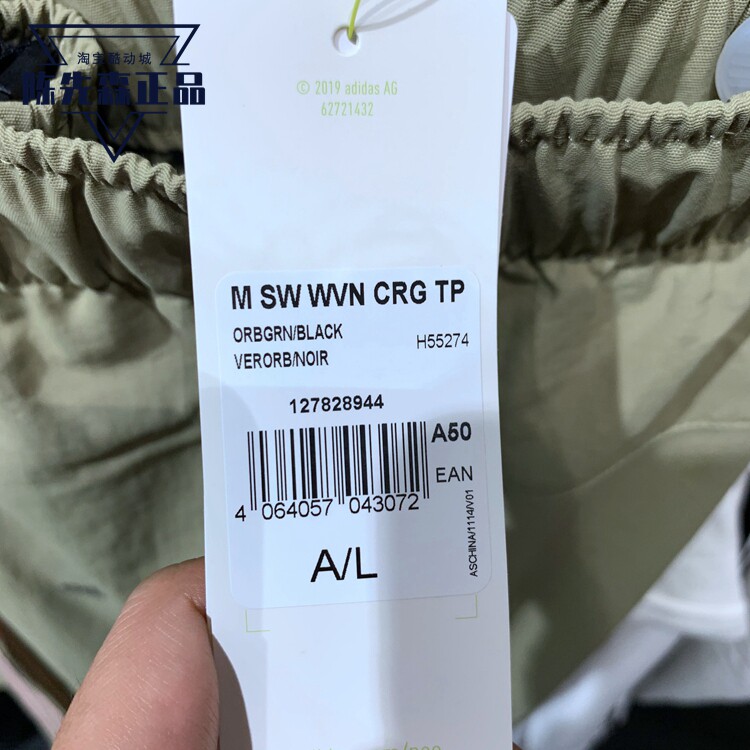 淘宝酷动城
陈先森正品
© 2019 adidas AG
62721432
M SW WVN CRG TP
ORBGRN/BLACK
VERORB/NOIR
H55274
127828944
A50
EAN
4 064057 043072
ASCHINA/1114/V01
A/L